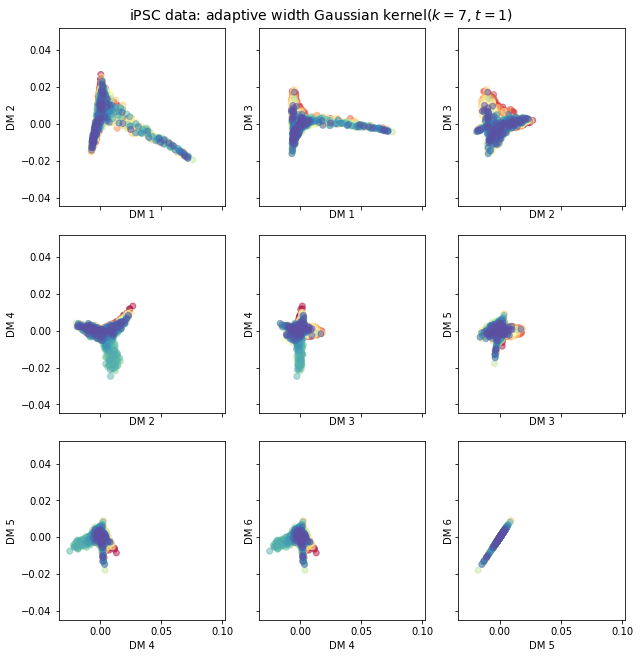 iPSC data: adaptive width Gaussian kernel(k = 7, t = 1)
0.04
0.02
0.00
−0.02
−0.04
DM 2
DM 1
DM 3
DM 1
DM 3
DM 2
0.04
0.02
0.00
−0.02
−0.04
DM 4
DM 2
DM 4
DM 3
DM 5
DM 3
0.04
0.02
0.00
−0.02
−0.04
DM 5
0.00 0.05 0.10
DM 4
DM 6
0.00 0.05 0.10
DM 4
DM 6
0.00 0.05 0.10
DM 5